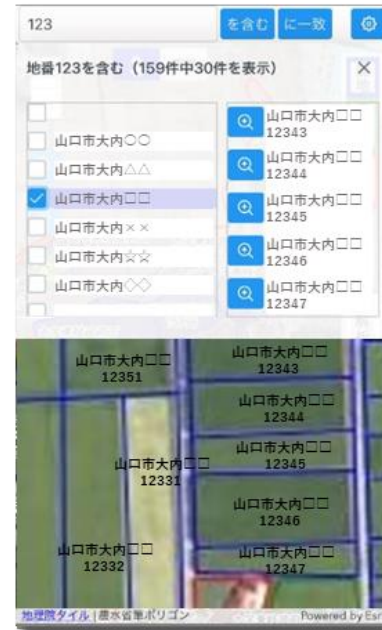 123
を含む
に一致
地番123を含む（159件中30件を表示）
山口市大内○○
山口市大内△△
山口市大内□□
山口市大内××
山口市大内☆☆
山口市大内◇◇
山口市大内□□
12343
山口市大内□□
12344
山口市大内□□
12345
山口市大内□□
12346
山口市大内□□
12347
山口市大内□□
12351
山口市大内□□
12343
山口市大内□□
12344
山口市大内□□
12331
山口市大内□□
12345
山口市大内□□
12346
山口市大内□□
12332
山口市大内□□
12347
地理院タイル | 農水省筆ポリゴン
Powered by Esri